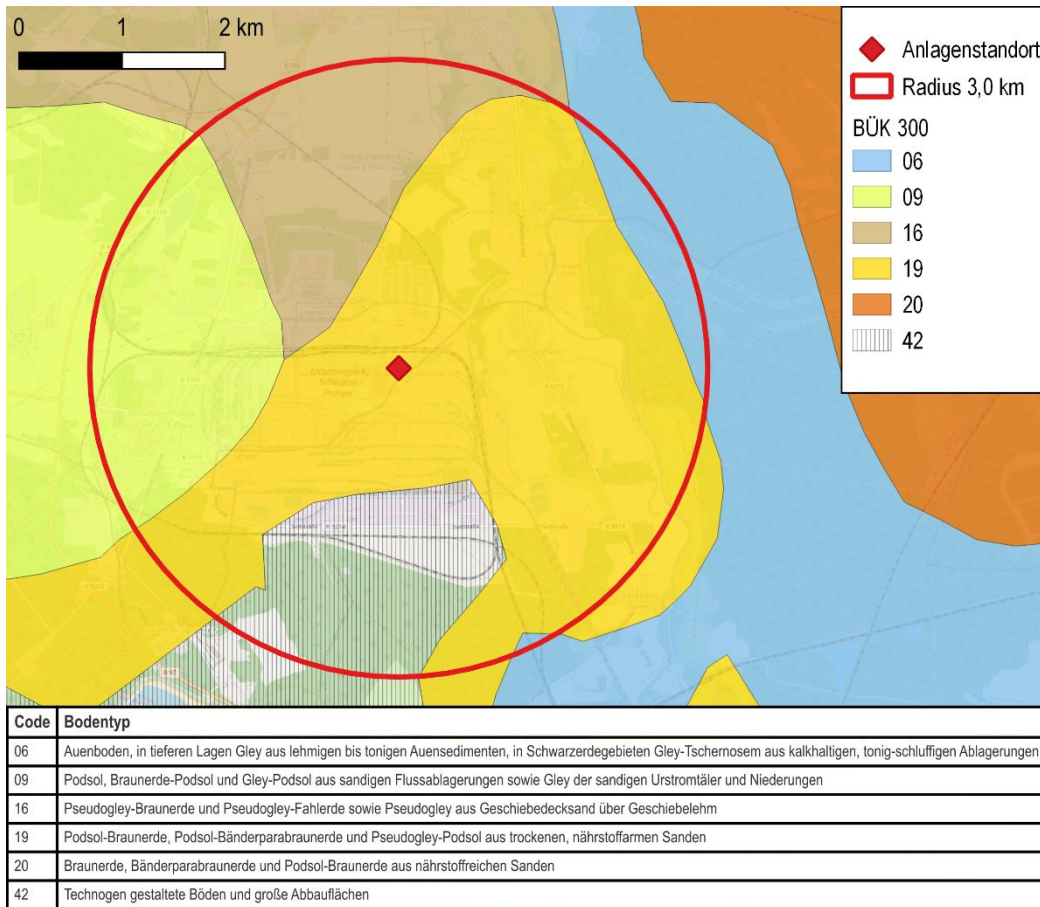 0 1 2 km
Anlagenstandort
Radius 3,0 km
BÜK 300
06
09
16
19
20
42
Industriepark
Schwarze
Pumpe
B 97
Code Bodentyp
06 Auenboden, in tieferen Lagen Gley aus lehmigen bis tonigen Auensedimenten, in Schwarzerdegebieten Gley-Tschernosem aus kalkhaltigen, tonig-schluffigen Ablagerungen
09 Podsol, Braunerde-Podsol und Gley-Podsol aus sandigen Flussablagerungen sowie Gley der sandigen Urstromtäler und Niederungen
16 Pseudogley-Braunerde und Pseudogley-Fahlerde sowie Pseudogley aus Geschiebedecksand über Geschiebelehm
19 Podsol-Braunerde, Podsol-Bänderparabraunerde und Pseudogley-Podsol aus trockenen, nährstoffarmen Sanden
20 Braunerde, Bänderparabraunerde und Podsol-Braunerde aus nährstoffreichen Sanden
42 Technogen gestaltete Böden und große Abbauflächen